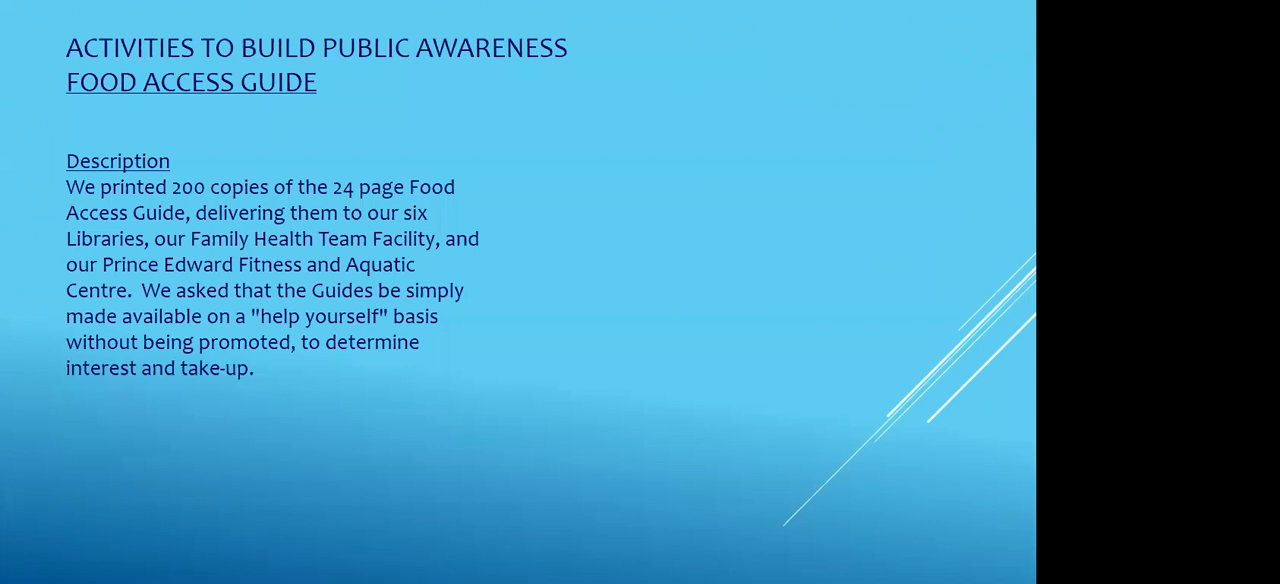 ACTIVITIES TO BUILD PUBLIC AWARENESS
FOOD ACCESS GUIDE
Description
We printed 200 copies of the 24 page Food
Access Guide, delivering them to our six
Libraries, our Family Health Team Facility, and
our Prince Edward Fitness and Aquatic
Centre.  We asked that the Guides be simply
made available on a "help yourself" basis
without being promoted, to determine
interest and take-up.